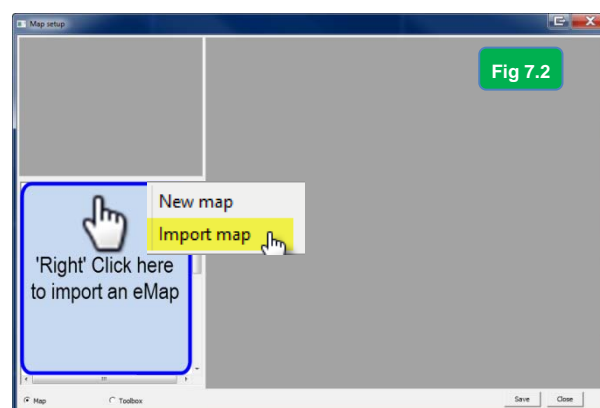 Map setup
Fig 7.2
New map
Import map
'Right' Click here
to import an eMap
Map
Toolbox
Save
Close